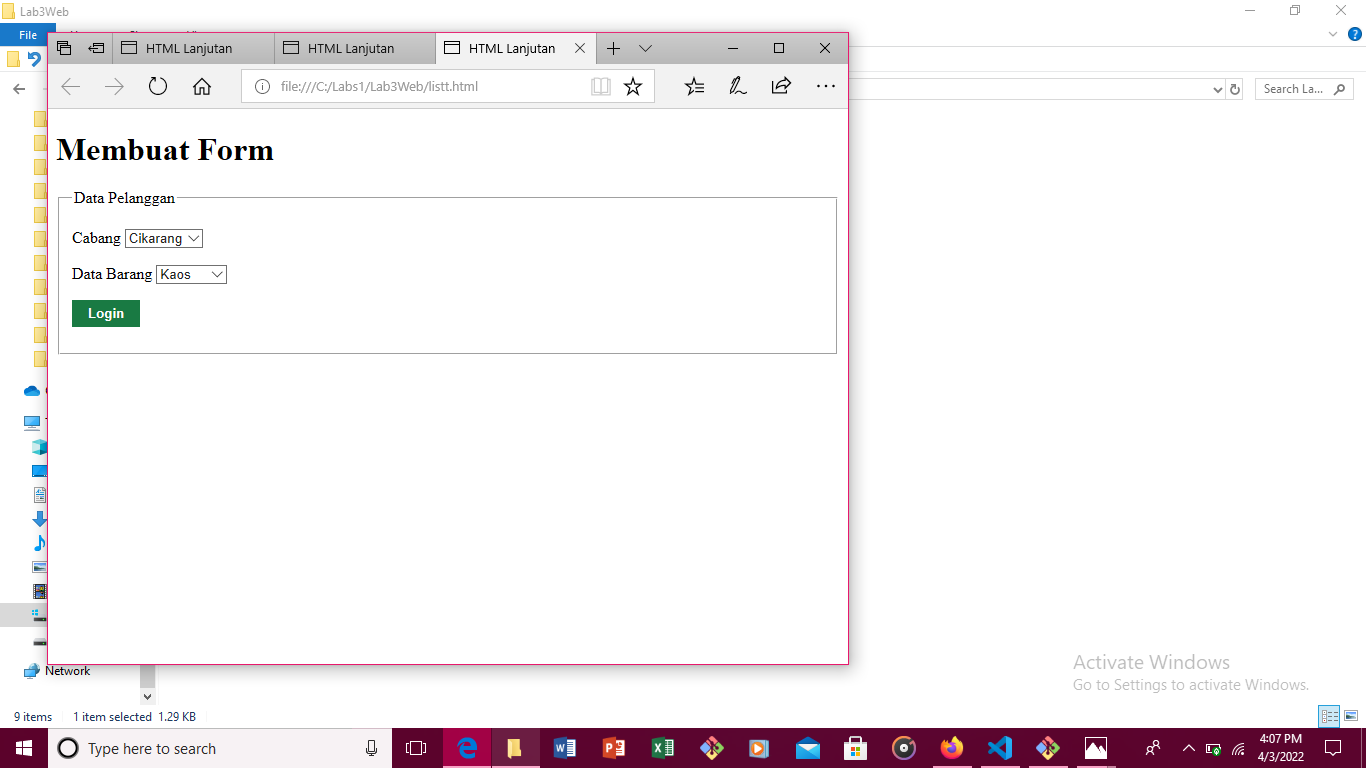 Lab3Web
File
HTML Lanjutan
HTML Lanjutan
HTML Lanjutan
file:///C:/Labs1/Lab3Web/listt.html
Search La...
Membuat Form
Data Pelanggan
Cabang Cikarang
Data Barang Kaos
Login
Network
Activate Windows
Go to Settings to activate Windows.
9 items 1 item selected 1.29 KB
Type here to search
4:07 PM
4/3/2022